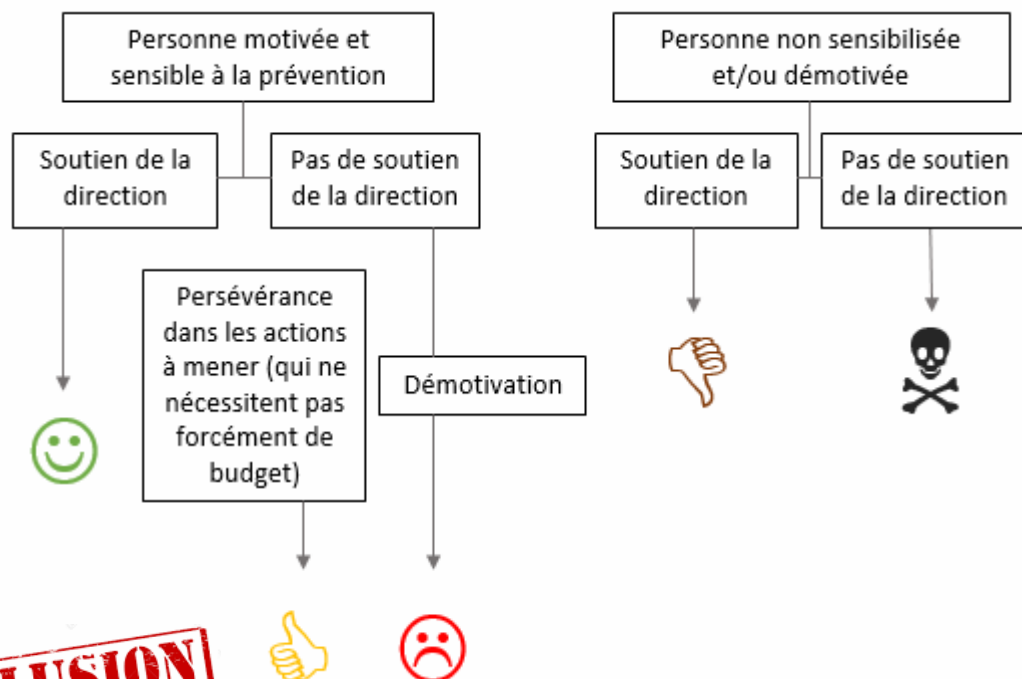 Personne motivée et
sensible à la prévention
Personne non sensibilisée
et/ou démotivée
Soutien de la
direction
Pas de soutien
de la direction
Soutien de la
direction
Pas de soutien
de la direction
Persévérance
dans les actions
à mener (qui ne
nécessitent pas
forcément de
budget)
Démotivation
LUSION